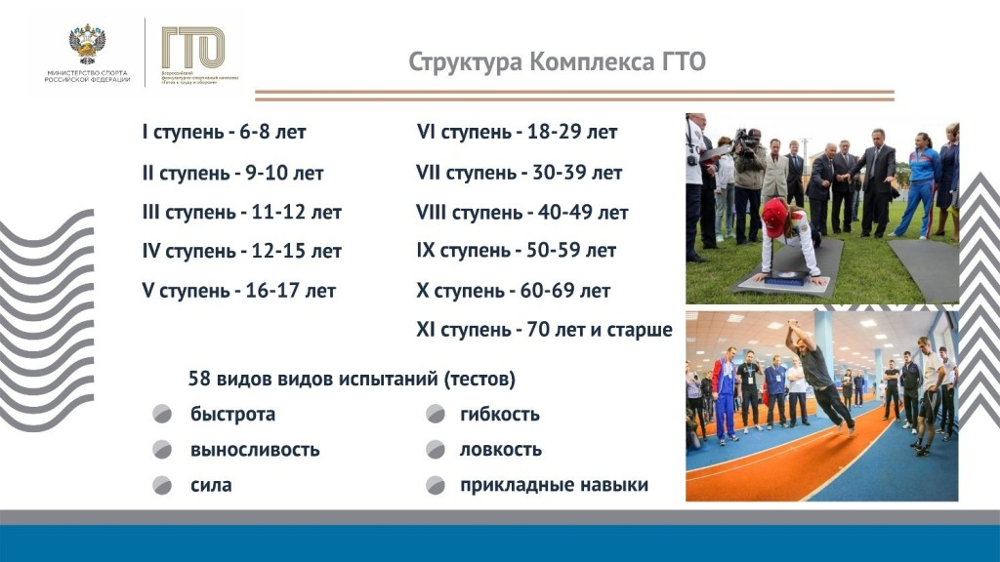 МИНИСТЕРСТВО СПОРТА
РОССИЙСКОЙ ФЕДЕРАЦИИ
ГТО
Всероссийский
физкультурно-спортивный комплекс
«Готов к труду и обороне»
Структура Комплекса ГТО
I ступень - 6-8 лет
II ступень - 9-10 лет
III ступень - 11-12 лет
IV ступень - 12-15 лет
V ступень - 16-17 лет
VI ступень - 18-29 лет
VII ступень - 30-39 лет
VIII ступень - 40-49 лет
IX ступень - 50-59 лет
X ступень - 60-69 лет
XI ступень - 70 лет и старше
58 видов видов испытаний (тестов)
быстрота
выносливость
сила
гибкость
ловкость
прикладные навыки